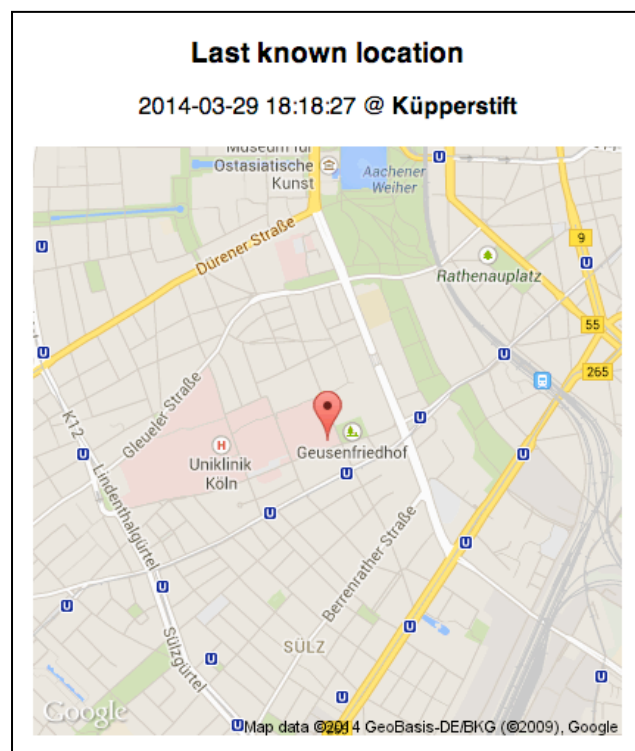 Last known location
2014-03-29 18:18:27 @ Küpperstift
Museum für
Ostasiatische
Kunst
Aachener
Weiher
U
Dürener Straße
U
9
Rathenauplatz
U
55
U
U
265
K12
Gleueler Straße
U
U
H
Uniklinik
Köln
Geusenfriedhof
U
U
Lindenthalgürtel
U
Berrenrather Straße
U
U
U
Sülzgürtel
U
SÜLZ
U
U
U
Google
U
Map data ©2014 GeoBasis-DE/BKG (©2009), Google